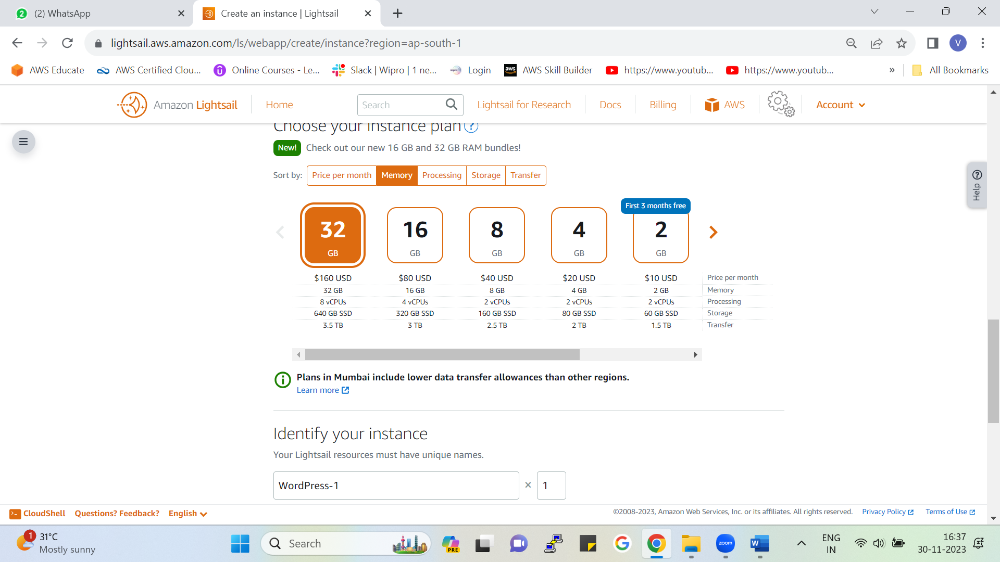 2 (2) WhatsApp
Create an instance | Lightsail
lightsail.aws.amazon.com/ls/webapp/create/instance?region=ap-south-1
V
AWS Educate
AWS Certified Clou...
Online Courses - Le...
Slack | Wipro | 1 ne...
Login
aws AWS Skill Builder
https://www.youtub...
https://www.youtub...
»
All Bookmarks
Amazon Lightsail
Home
Search
Lightsail for Research
Docs
Billing
AWS
Account
Choose your instance plan ?
New! Check out our new 16 GB and 32 GB RAM bundles!
Sort by: Price per month Memory Processing Storage Transfer
Help ?
First 3 months free
32 16 8 4 2
GB GB GB GB GB
$160 USD $80 USD $40 USD $20 USD $10 USD Price per month
32 GB 16 GB 8 GB 4 GB 2 GB Memory
8 vCPUs 4 vCPUs 2 vCPUs 2 vCPUs 2 vCPUs Processing
640 GB SSD 320 GB SSD 160 GB SSD 80 GB SSD 60 GB SSD Storage
3.5 TB 3 TB 2.5 TB 2 TB 1.5 TB Transfer
Plans in Mumbai include lower data transfer allowances than other regions.
Learn more
Identify your instance
Your Lightsail resources must have unique names.
WordPress-1 × 1
CloudShell Questions? Feedback? English ©2008-2023, Amazon Web Services, Inc. or its affiliates. All rights reserved. Privacy Policy Terms of Use
1 31°C
Mostly sunny
Search
PRE
zoom
W
ENG
IN
16:37
30-11-2023